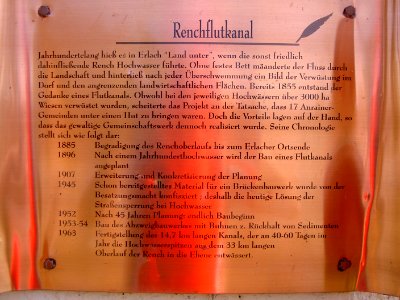 Renchflutkanal
Jahrhundertelang hieß es in Erlach "Land unter", wenn die sonst friedlich
dahinfließende Rench Hochwasser führte. Ohne festes Bett mäanderte der Fluss durch
die Landschaft und hinterließ nach jeder Überschwemmung ein Bild der Verwüstung im
Dorf und den angrenzenden landwirtschaftlichen Flächen. Bereits 1855 entstand der
Gedanke eines Flutkanals. Obwohl bei den jeweiligen Hochwässern über 3000 ha
Wiesen verwüstet wurden, scheiterte das Projekt an der Tatsache, dass 17 Anrainer-
Gemeinden unter einen Hut zu bringen waren. Doch die Vorteile lagen auf der Hand, so
dass das gewaltige Gemeinschaftswerk dennoch realisiert wurde. Seine Chronologie
stellt sich wie folgt dar:
1885 Begradigung des Renchoberlaufs bis zum Erlacher Ortsende
1896 Nach einem Jahrhunderthochwasser wird der Bau eines Flutkanals
angeplant
1907 Erweiterung und Konkretisierung der Planung
1945 Schon bereitgestelltes Material für ein Brückenbauwerk wurde von der
Besatzungsmacht konfisziert ; deshalb die heutige Lösung der
Straßensperrung bei Hochwasser
1952 Nach 45 Jahren Planung: endlich Baubeginn
1953-54 Bau des Abzweigbauwerkes mit Buhnen z. Rückhalt von Sedimenten
1963 Fertigstellung des 14,2 km langen Kanals, der an 40-60 Tagen im
Jahr die Hochwasserspitzen aus dem 33 km langen
Oberlauf der Rench in die Ebene entwässert.